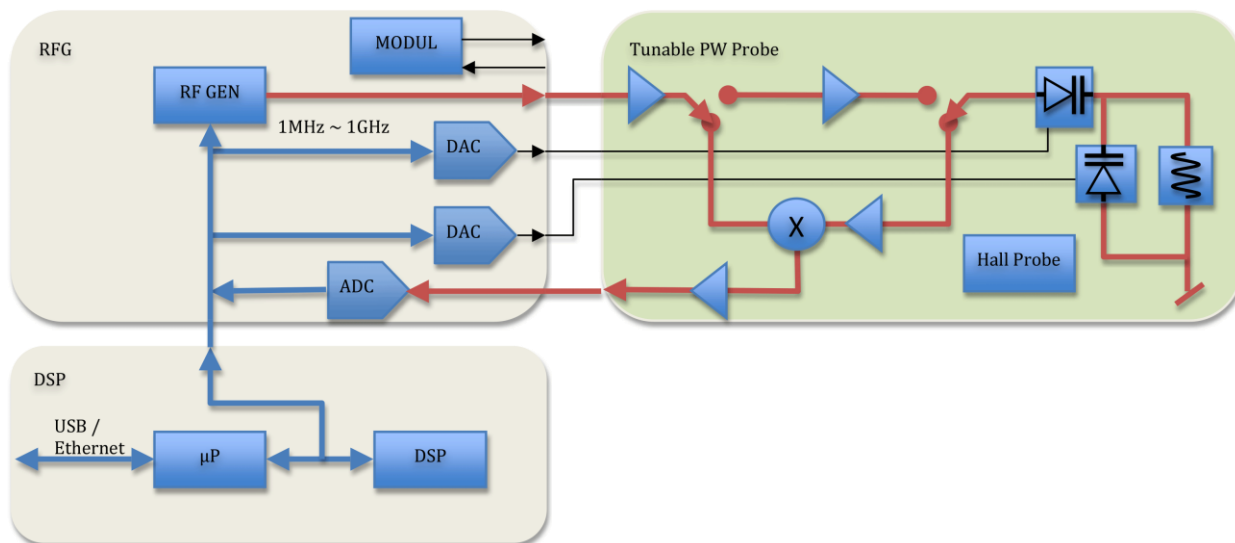 RFG
MODUL
Tunable PW Probe
RF GEN
1MHz ~ 1GHz
DAC
DAC
X
Hall Probe
ADC
DSP
USB /
Ethernet
µP
DSP